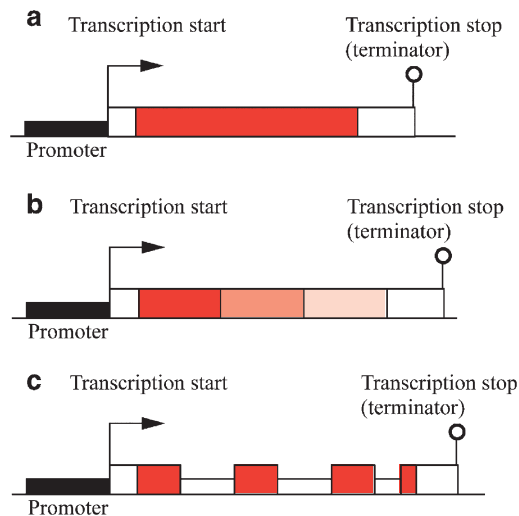 a
Transcription start
Transcription stop
(terminator)
Promoter
b
Transcription start
Transcription stop
(terminator)
Promoter
c
Transcription start
Transcription stop
(terminator)
Promoter